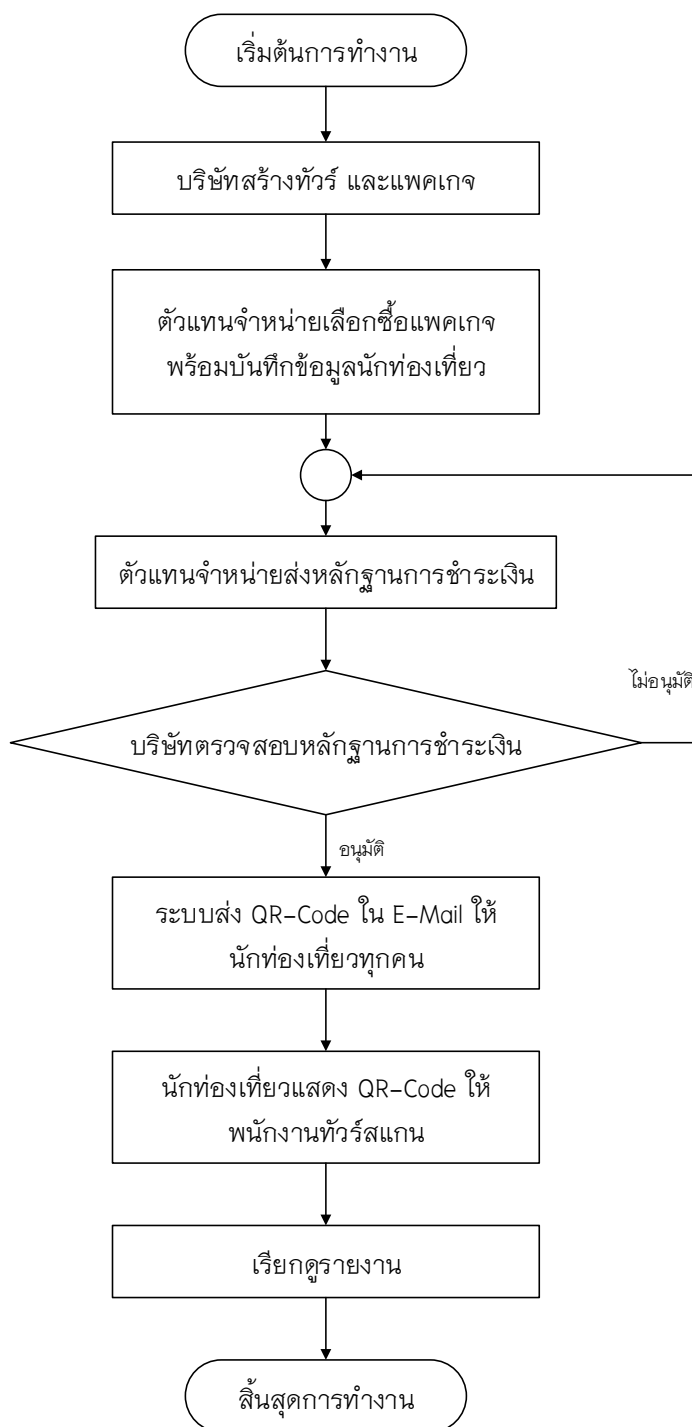 เริ่มต้นการทำงาน
บริษัทสร้างทัวร์ และแพคเกจ
ตัวแทนจำหน่ายเลือกซื้อแพคเกจ
พร้อมบันทึกข้อมูลนักท่องเที่ยว
ตัวแทนจำหน่ายส่งหลักฐานการชำระเงิน
ไม่อนุมัติ
บริษัทตรวจสอบหลักฐานการชำระเงิน
อนุมัติ
ระบบส่ง QR-Code ใน E-Mail ให้
นักท่องเที่ยวทุกคน
นักท่องเที่ยวแสดง QR-Code ให้
พนักงานทัวร์สแกน
เรียกดูรายงาน
สิ้นสุดการทำงาน